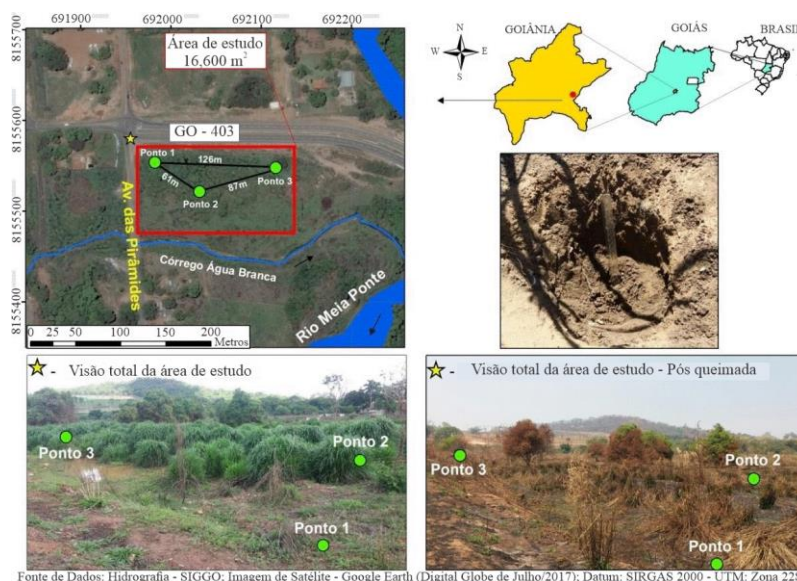 691900 692000 692100 692200
8155700
8155600
8155500
8155400
Área de estudo
16,600 m²
GO - 403
Ponto 1
126m
Ponto 3
61m
87m
Ponto 2
Av. das Pirâmides
Córrego Água Branca
Rio Meia Ponte
0 25 50 100 150 200
Metros
N
W E
S
GOIÂNIA
GOIÁS
BRASIL
- Visão total da área de estudo
Ponto 3
Ponto 2
Ponto 1
- Visão total da área de estudo - Pós queimada
Ponto 3
Ponto 2
Ponto 1
Fonte de Dados: Hidrografia - SIGGO; Imagem de Satélite - Google Earth (Digital Globe de Julho/2017); Datum: SIRGAS 2000 - UTM: Zona